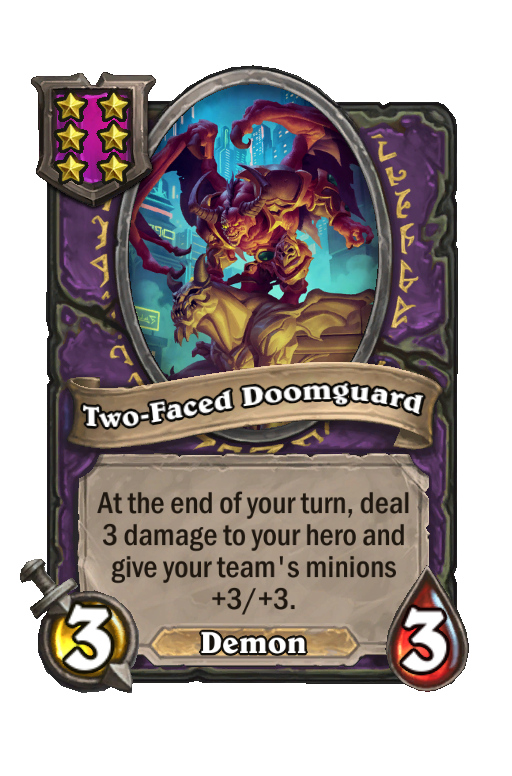 Two-Faced Doomguard
At the end of your turn, deal
3 damage to your hero and
give your team's minions
+3/+3.
3
Demon
3